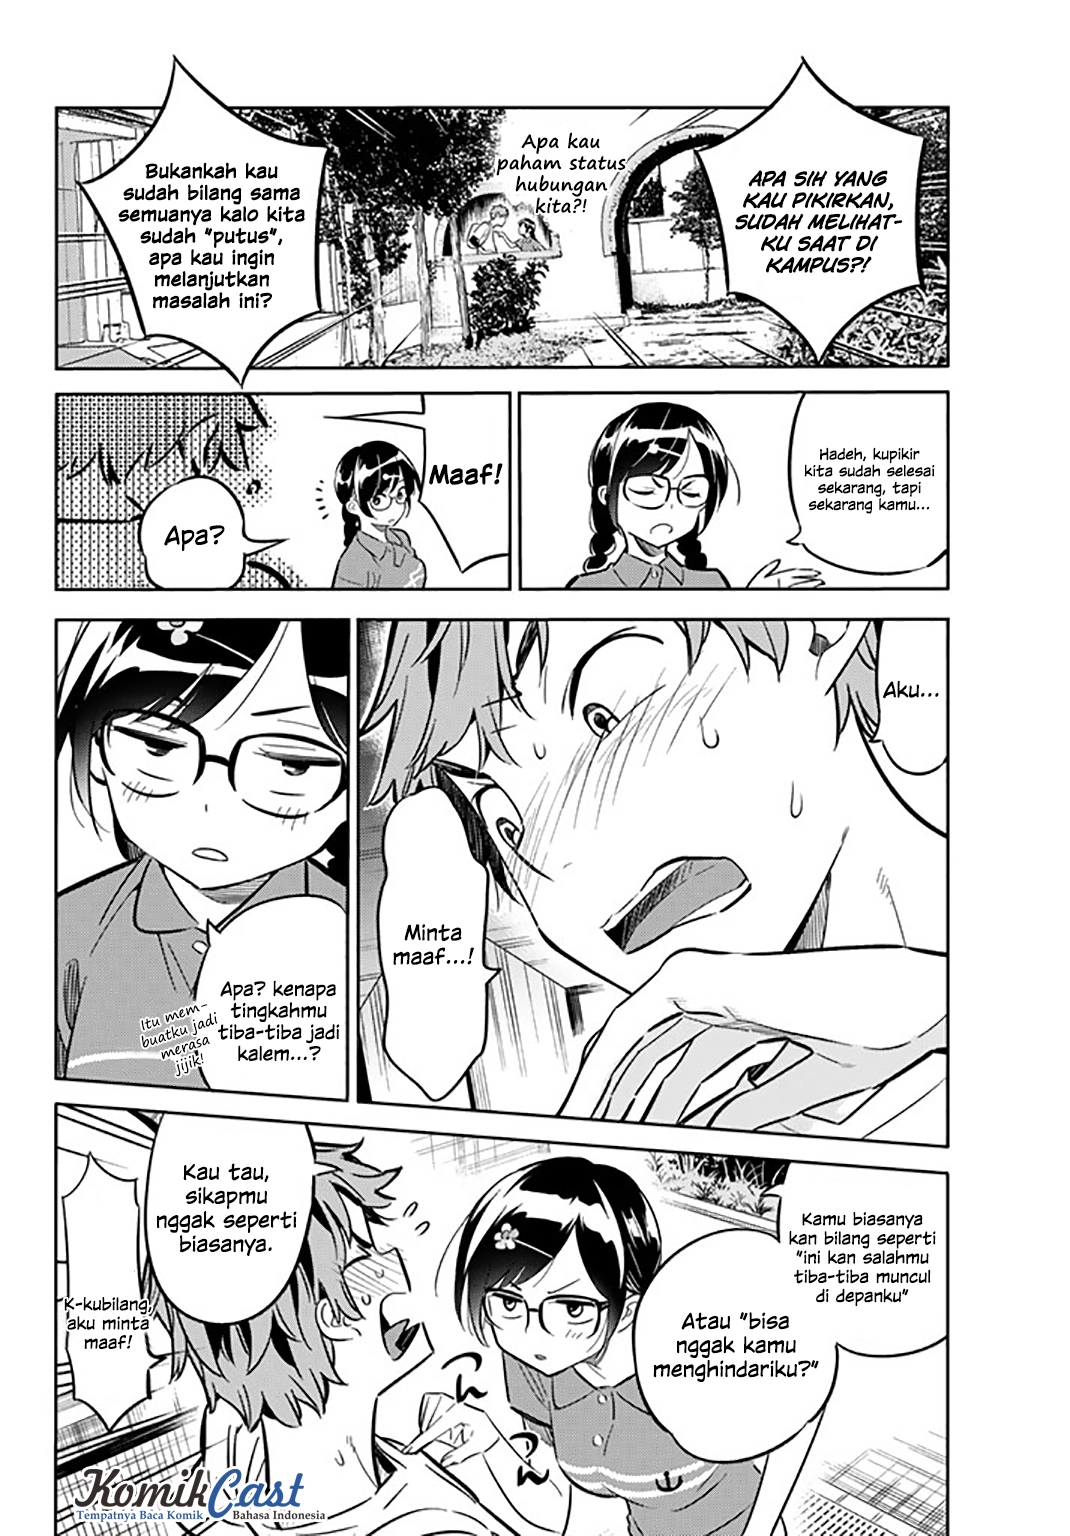 APA SIH YANG
KAU PIKIRKAN,
SUDAH MELIHAT-
KU SAAT DI
KAMPUS?!
Apa kau
paham status
hubungan
kita?!
Bukankah kau
sudah bilang sama
semuanya kalo kita
sudah "putus",
apa kau ingin
melanjutkan
masalah ini?
Hadeh, kupikir
kita sudah selesai
sekarang, tapi
sekarang kamu...
Maaf!
Apa?
Aku...
Minta
maaf...!
Apa? kenapa
tingkahmu
tiba-tiba jadi
kalem...?
Itu mem-
buatku jadi
merasa
jijik!
Kamu biasanya
kan bilang seperti
"ini kan salahmu
tiba-tiba muncul
di depanku"
Atau "bisa
nggak kamu
menghindariku?"
Kau tau,
sikapmu
nggak seperti
biasanya.
K-kubilang,
aku minta
maaf!
KomikCast
Tempatnya Baca Komik Bahasa Indonesia